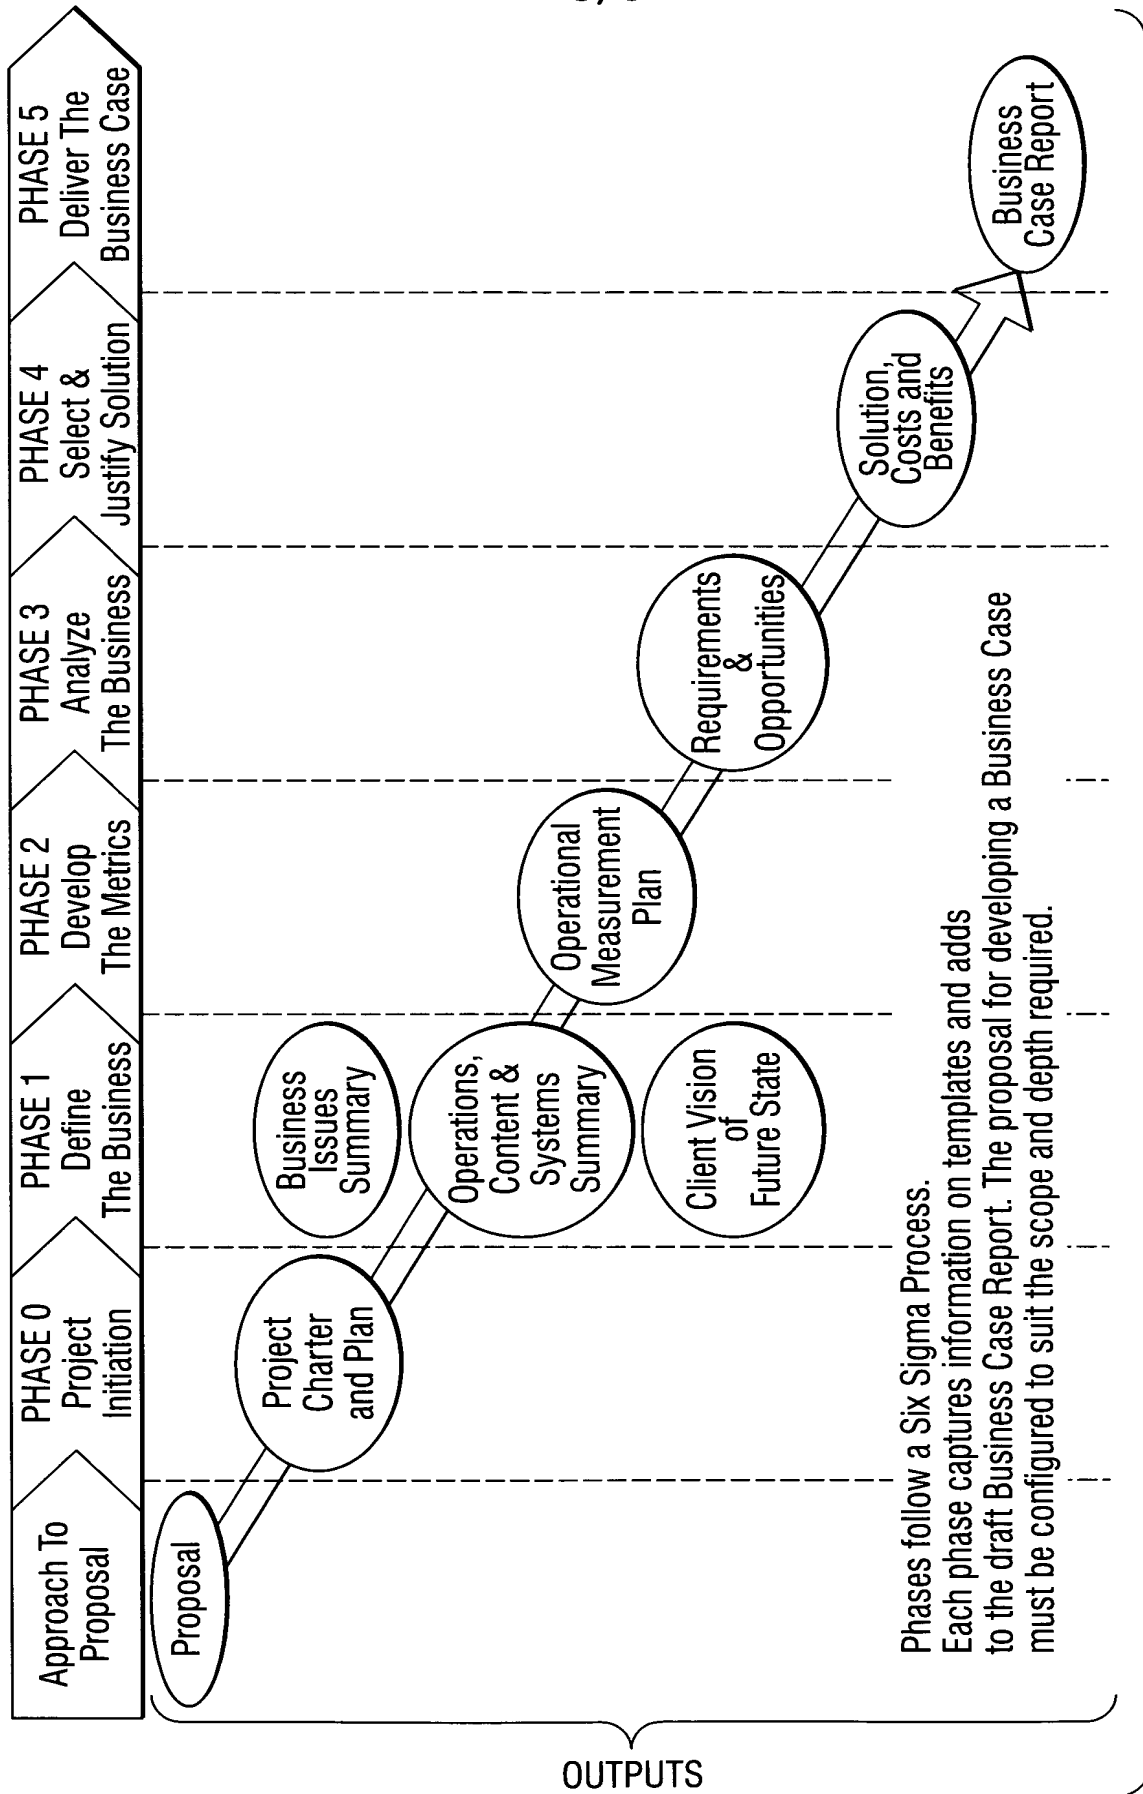 Approach To
Proposal
PHASE 0
Project
Initiation
PHASE 1
Define
The Business
PHASE 2
Develop
The Metrics
PHASE 3
Analyze
The Business
PHASE 4
Select &
Justify Solution
PHASE 5
Deliver The
Business Case
Proposal
Project
Charter
and Plan
Business
Issues
Summary
Operations,
Content &
Systems
Summary
Client Vision
of
Future State
Operational
Measurement
Plan
Requirements
&
Opportunities
Solution,
Costs and
Benefits
Business
Case Report
Phases follow a Six Sigma Process.
Each phase captures information on templates and adds
to the draft Business Case Report. The proposal for developing a Business Case
must be configured to suit the scope and depth required.
OUTPUTS